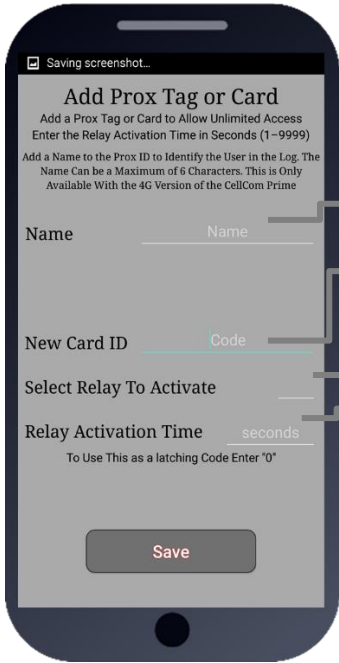 Saving screenshot...
Add Prox Tag or Card
Add a Prox Tag or Card to Allow Unlimited Access
Enter the Relay Activation Time in Seconds (1–9999)
Add a Name to the Prox ID to Identify the User in the Log. The
Name Can be a Maximum of 6 Characters. This is Only
Available With the 4G Version of the CellCom Prime
Name Name
New Card ID Code
Select Relay To Activate
Relay Activation Time seconds
To Use This as a latching Code Enter "0"
Save